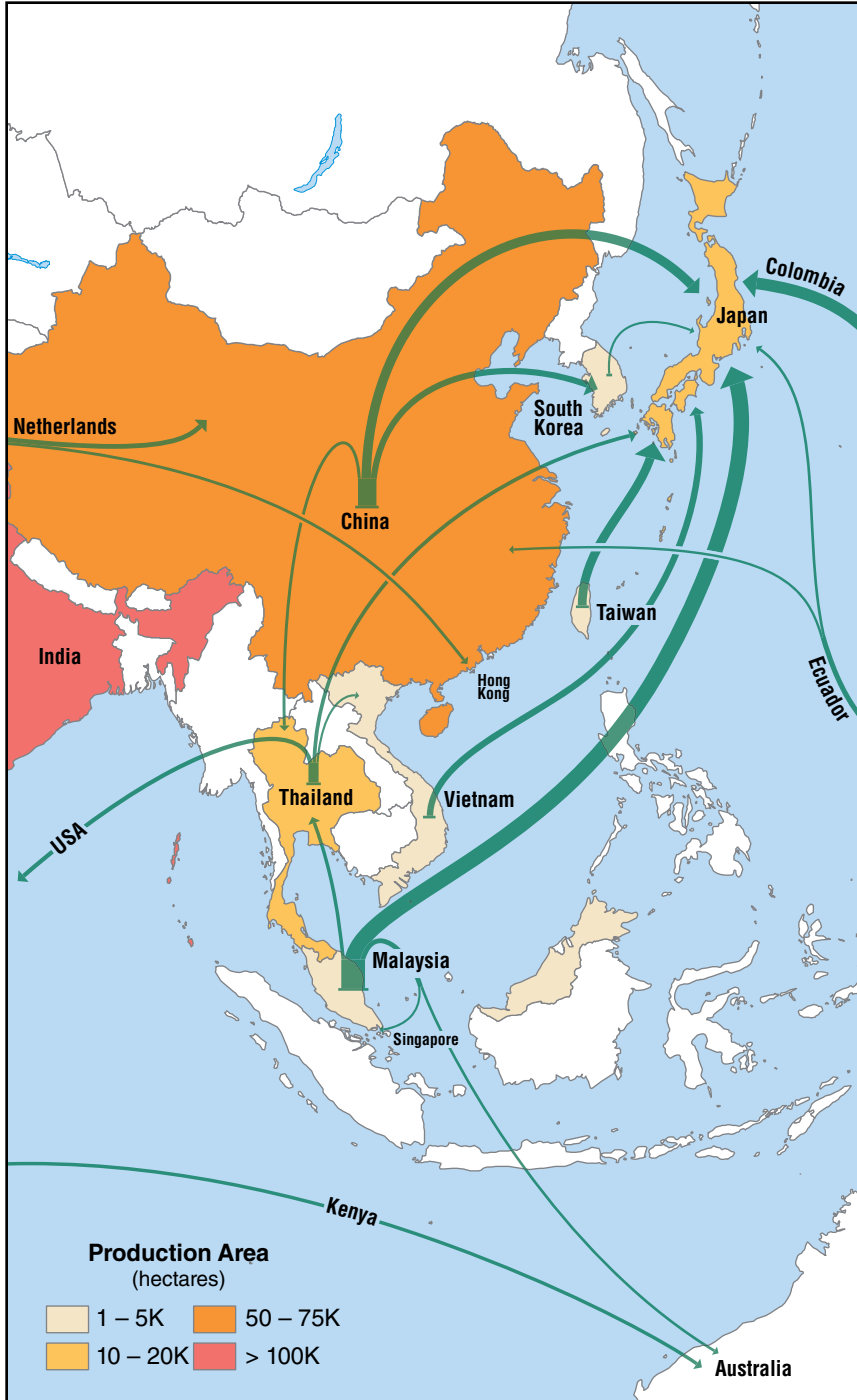 Colombia
Japan
Netherlands
South
Korea
China
Taiwan
India
Hong
Kong
Ecuador
Thailand
Vietnam
USA
Malaysia
Singapore
Kenya
Production Area
(hectares)
1 – 5K
50 – 75K
10 – 20K
> 100K
Australia